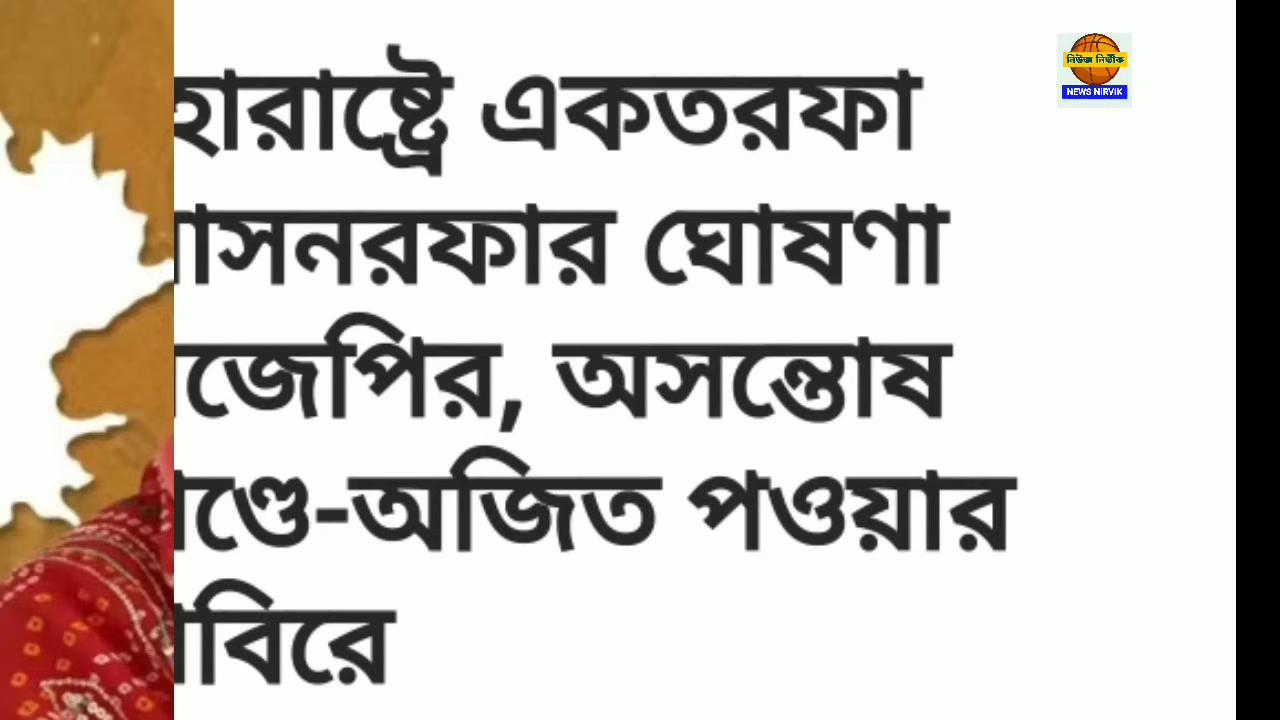 হারাষ্ট্রে একতরফা
াসনরফার ঘোষণা
জেপির, অসন্তোষ
ণ্ডে-অজিত পওয়ার
বিরে
নিউজ নির্ভীক
NEWS NIRVIK